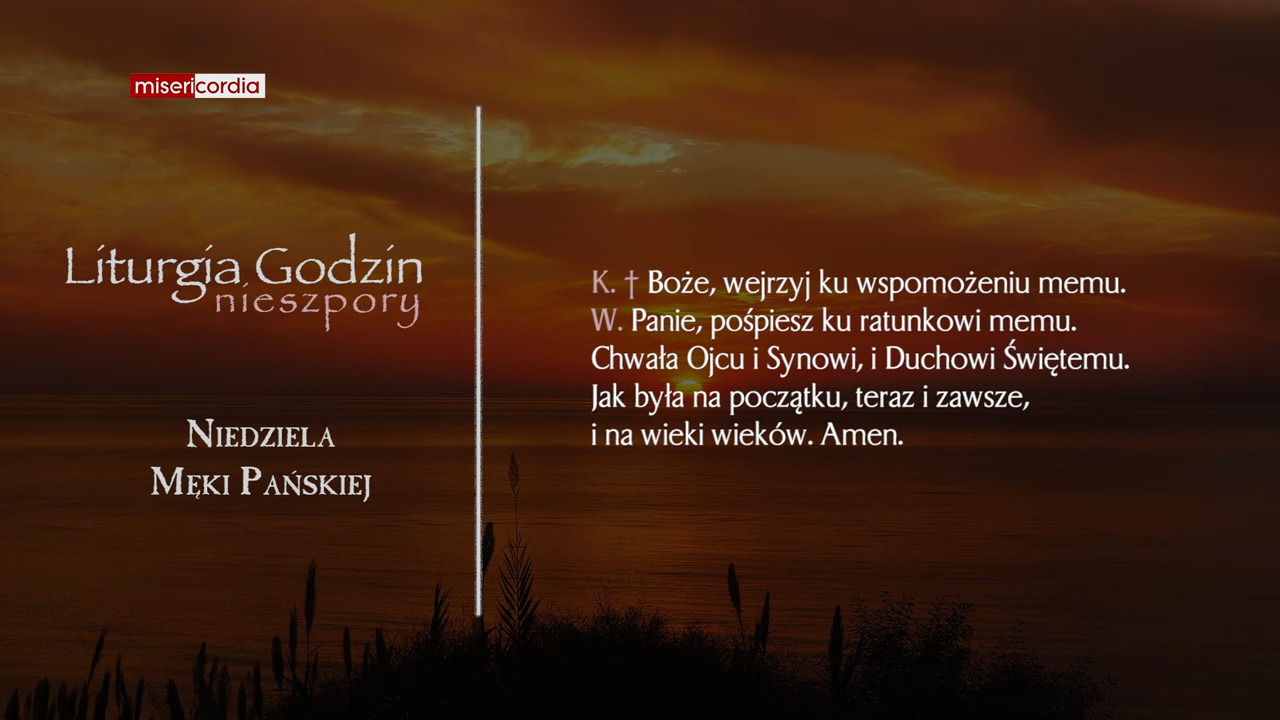 misericordia
Liturgia Godzin
nieszpory
Niedziela
Męki Pańskiej
K. † Boże, wejrzyj ku wspomożeniu memu.
W. Panie, pośpiesz ku ratunkowi memu.
Chwała Ojcu i Synowi, i Duchowi Świętemu.
Jak była na początku, teraz i zawsze,
i na wieki wieków. Amen.